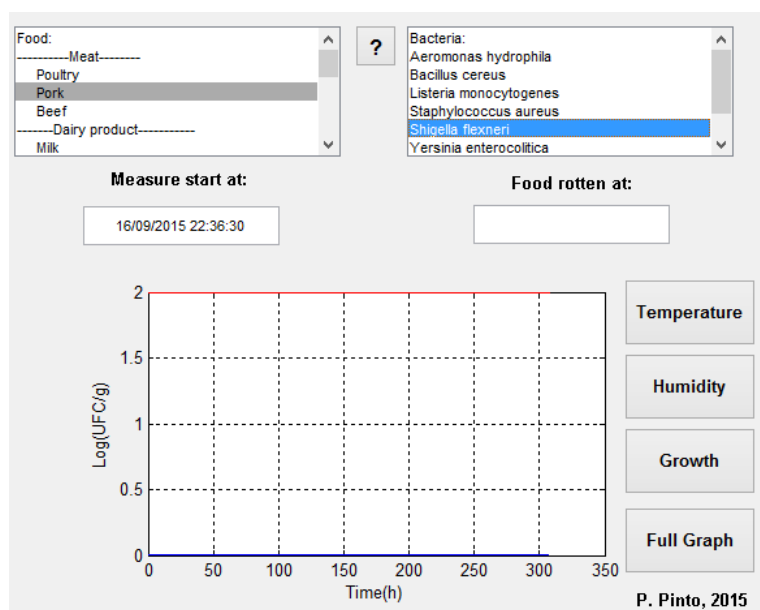 Food:
----------Meat--------
Poultry
Pork
Beef
-------Dairy product-----------
Milk
?
Bacteria:
Aeromonas hydrophila
Bacillus cereus
Listeria monocytogenes
Staphylococcus aureus
Shigella flexneri
Yersinia enterocolitica
Measure start at:
Food rotten at:
16/09/2015 22:36:30
2
1.5
1
0.5
0
Log(UFC/g)
0 50 100 150 200 250 300 350
Time(h)
Temperature
Humidity
Growth
Full Graph
P. Pinto, 2015